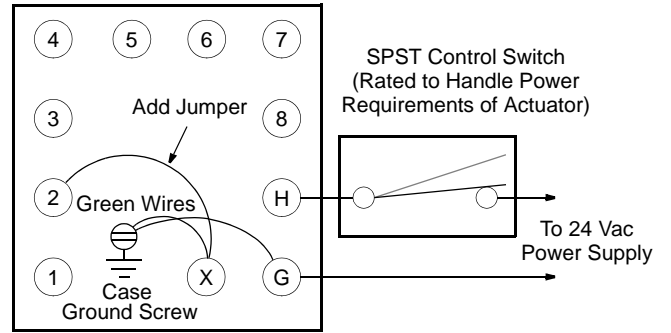 4 5 6 7
SPST Control Switch
(Rated to Handle Power
Requirements of Actuator)
Add Jumper
3 8
2 Green Wires H
To 24 Vac
Power Supply
1 X G
Case
Ground Screw